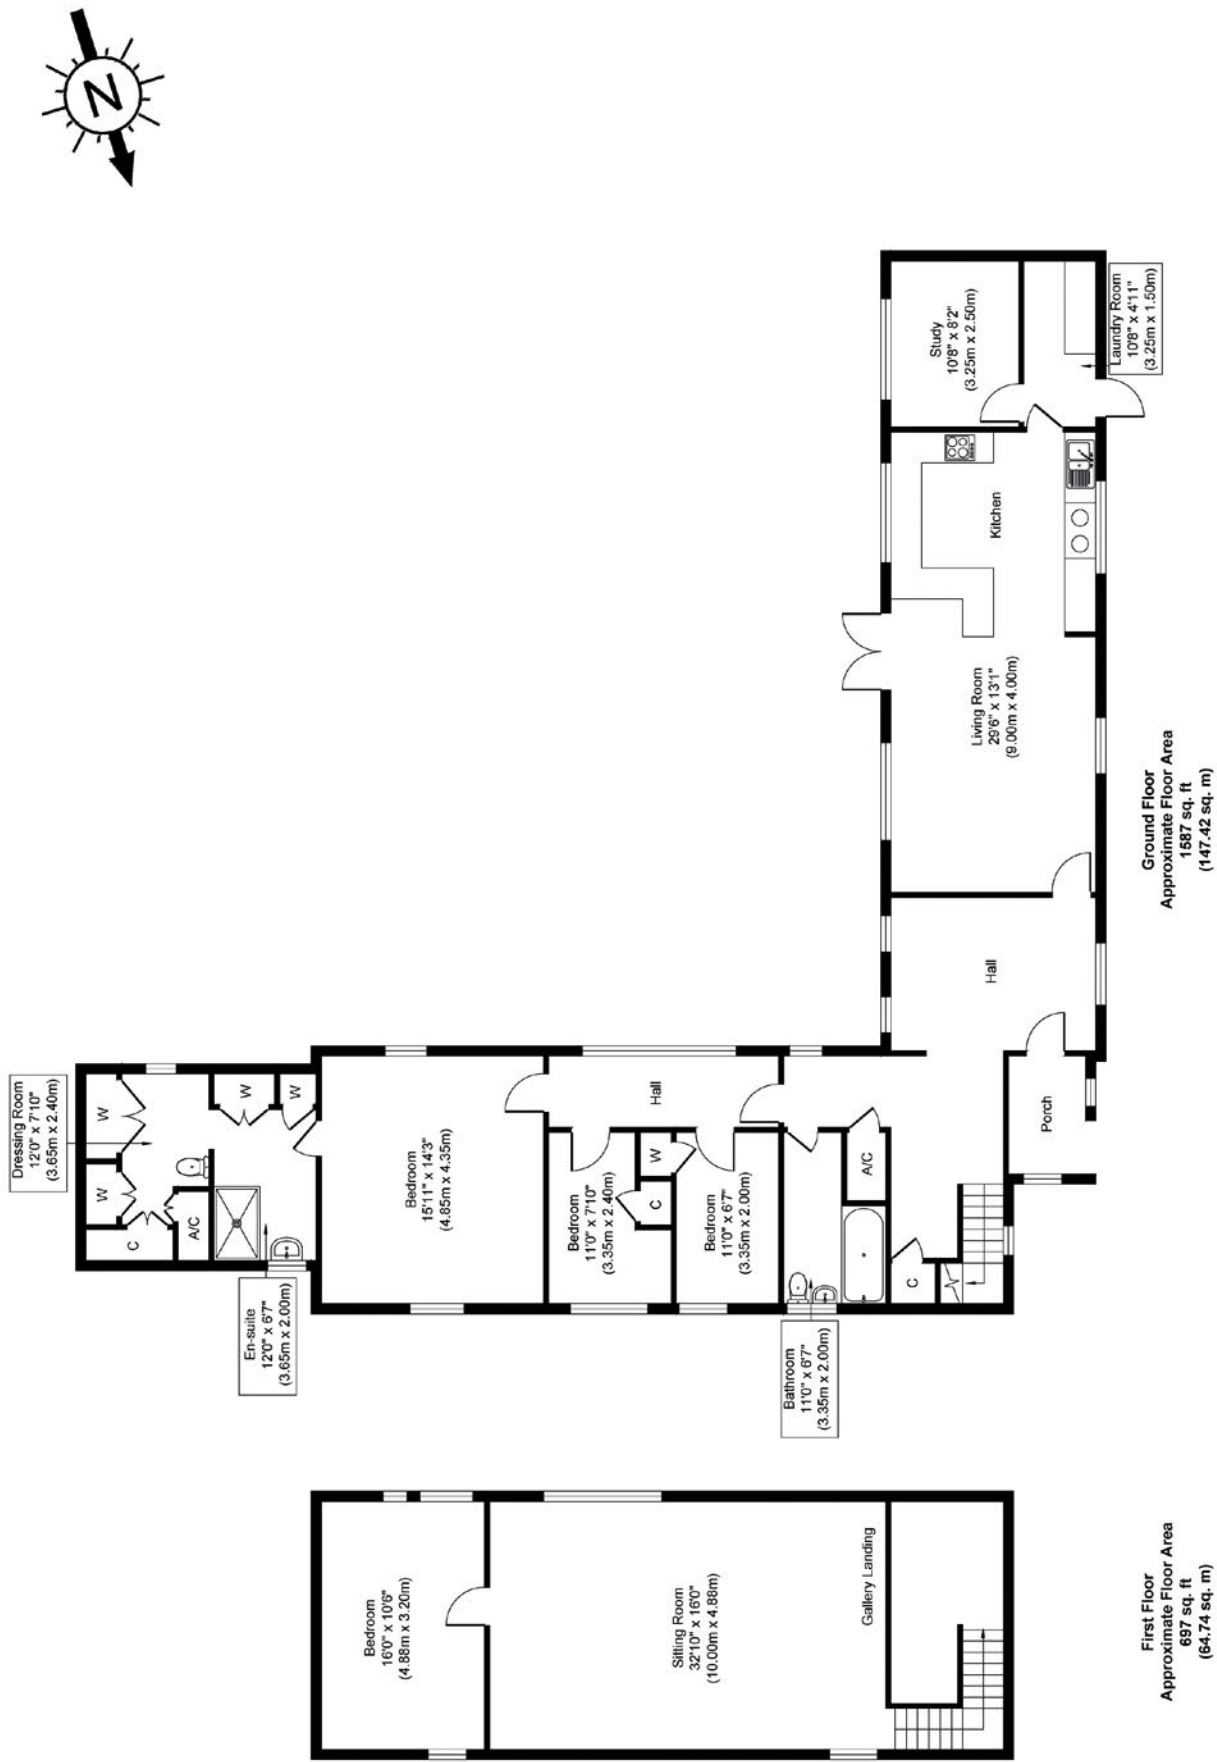 N
Dressing Room
12'0" x 7'10"
(3.65m x 2.40m)
W
W
C
A/C
W
W
En-suite
12'0" x 6'7"
(3.65m x 2.00m)
Bedroom
15'11" x 14'3"
(4.85m x 4.35m)
Bedroom
11'0" x 7'10"
(3.35m x 2.40m)
W
C
Hall
Bedroom
11'0" x 6'7"
(3.35m x 2.00m)
Bathroom
11'0" x 6'7"
(3.35m x 2.00m)
A/C
C
Porch
Hall
Living Room
29'6" x 13'1"
(9.00m x 4.00m)
Kitchen
Study
10'8" x 8'2"
(3.25m x 2.50m)
Laundry Room
10'8" x 4'11"
(3.25m x 1.50m)
Ground Floor
Approximate Floor Area
1587 sq. ft
(147.42 sq. m)
Bedroom
16'0" x 10'6"
(4.88m x 3.20m)
Sitting Room
32'10" x 16'0"
(10.00m x 4.88m)
Gallery Landing
First Floor
Approximate Floor Area
697 sq. ft
(64.74 sq. m)